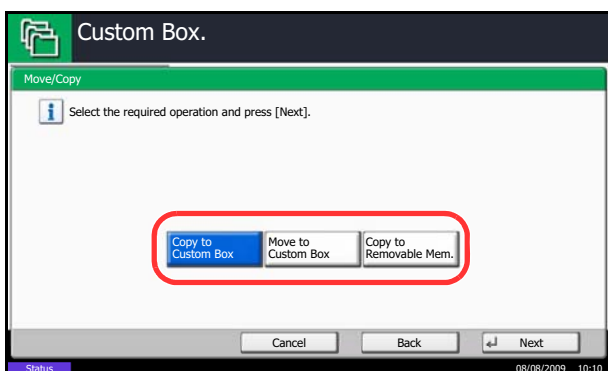 Custom Box.
Move/Copy
Select the required operation and press [Next].
Copy to
Custom Box
Move to
Custom Box
Copy to
Removable Mem.
Cancel
Back
Next
Status
08/08/2009 10:10